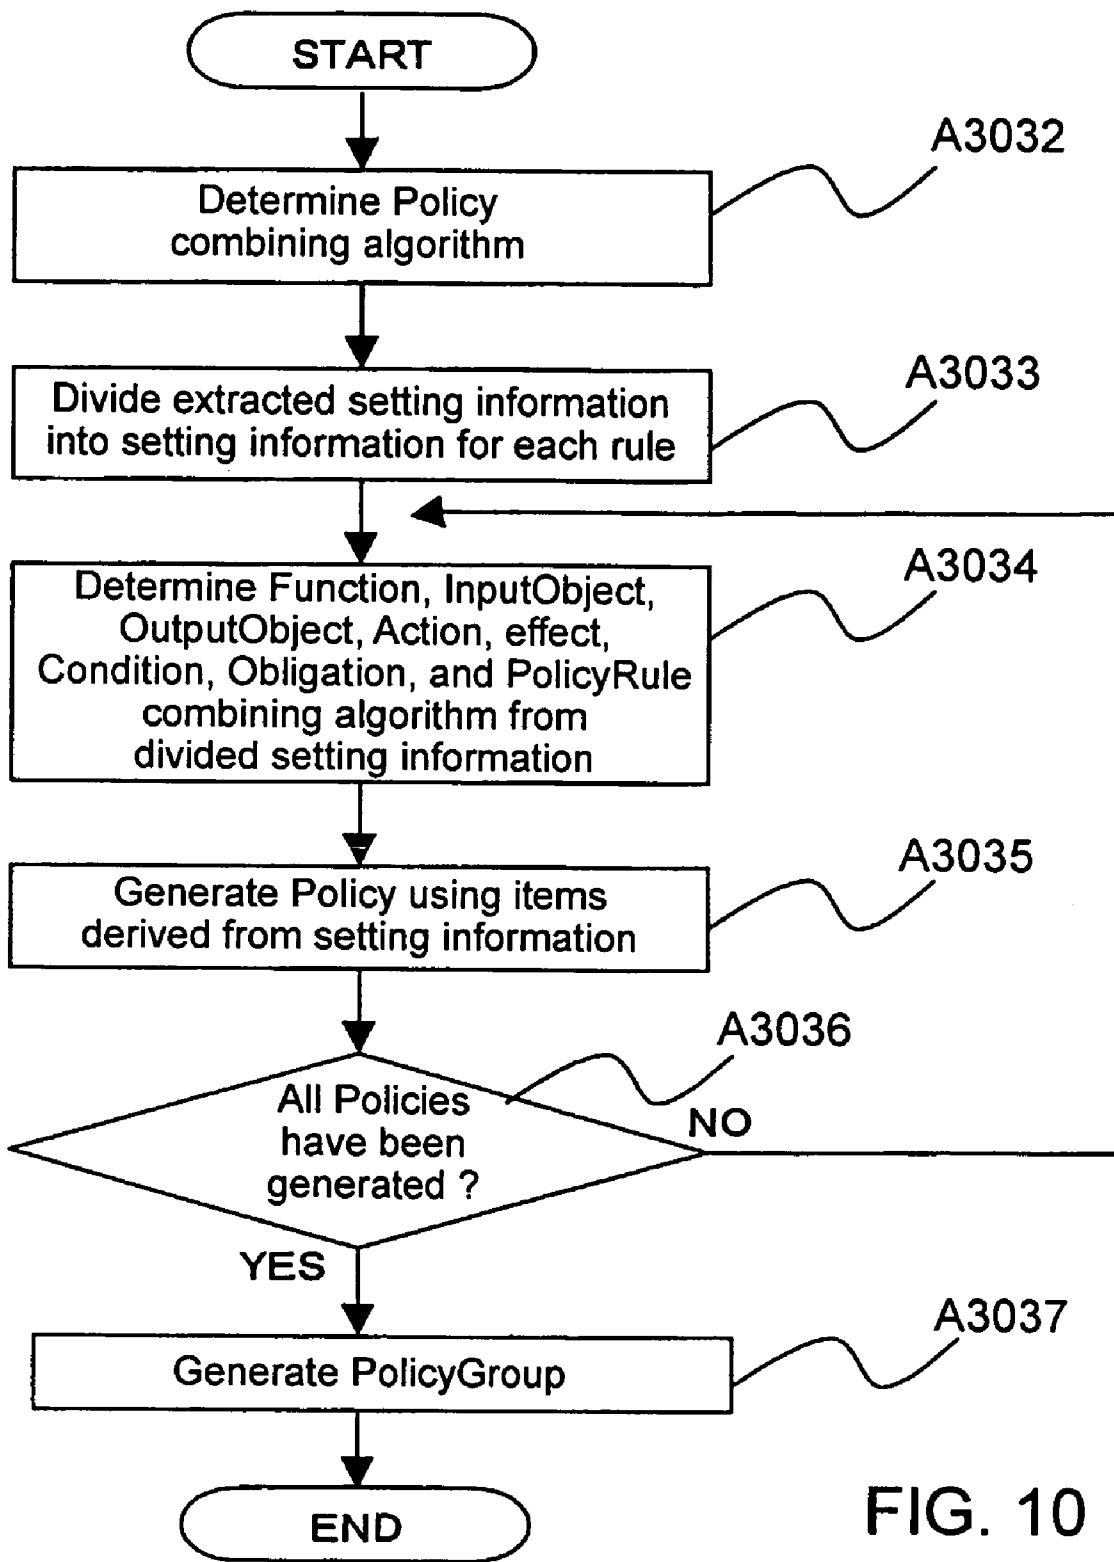 START
A3032
Determine Policy
combining algorithm
A3033
Divide extracted setting information
into setting information for each rule
A3034
Determine Function, InputObject,
OutputObject, Action, effect,
Condition, Obligation, and PolicyRule
combining algorithm from
divided setting information
A3035
Generate Policy using items
derived from setting information
A3036
All Policies
have been
generated ?
NO
YES
A3037
Generate PolicyGroup
END
FIG. 10